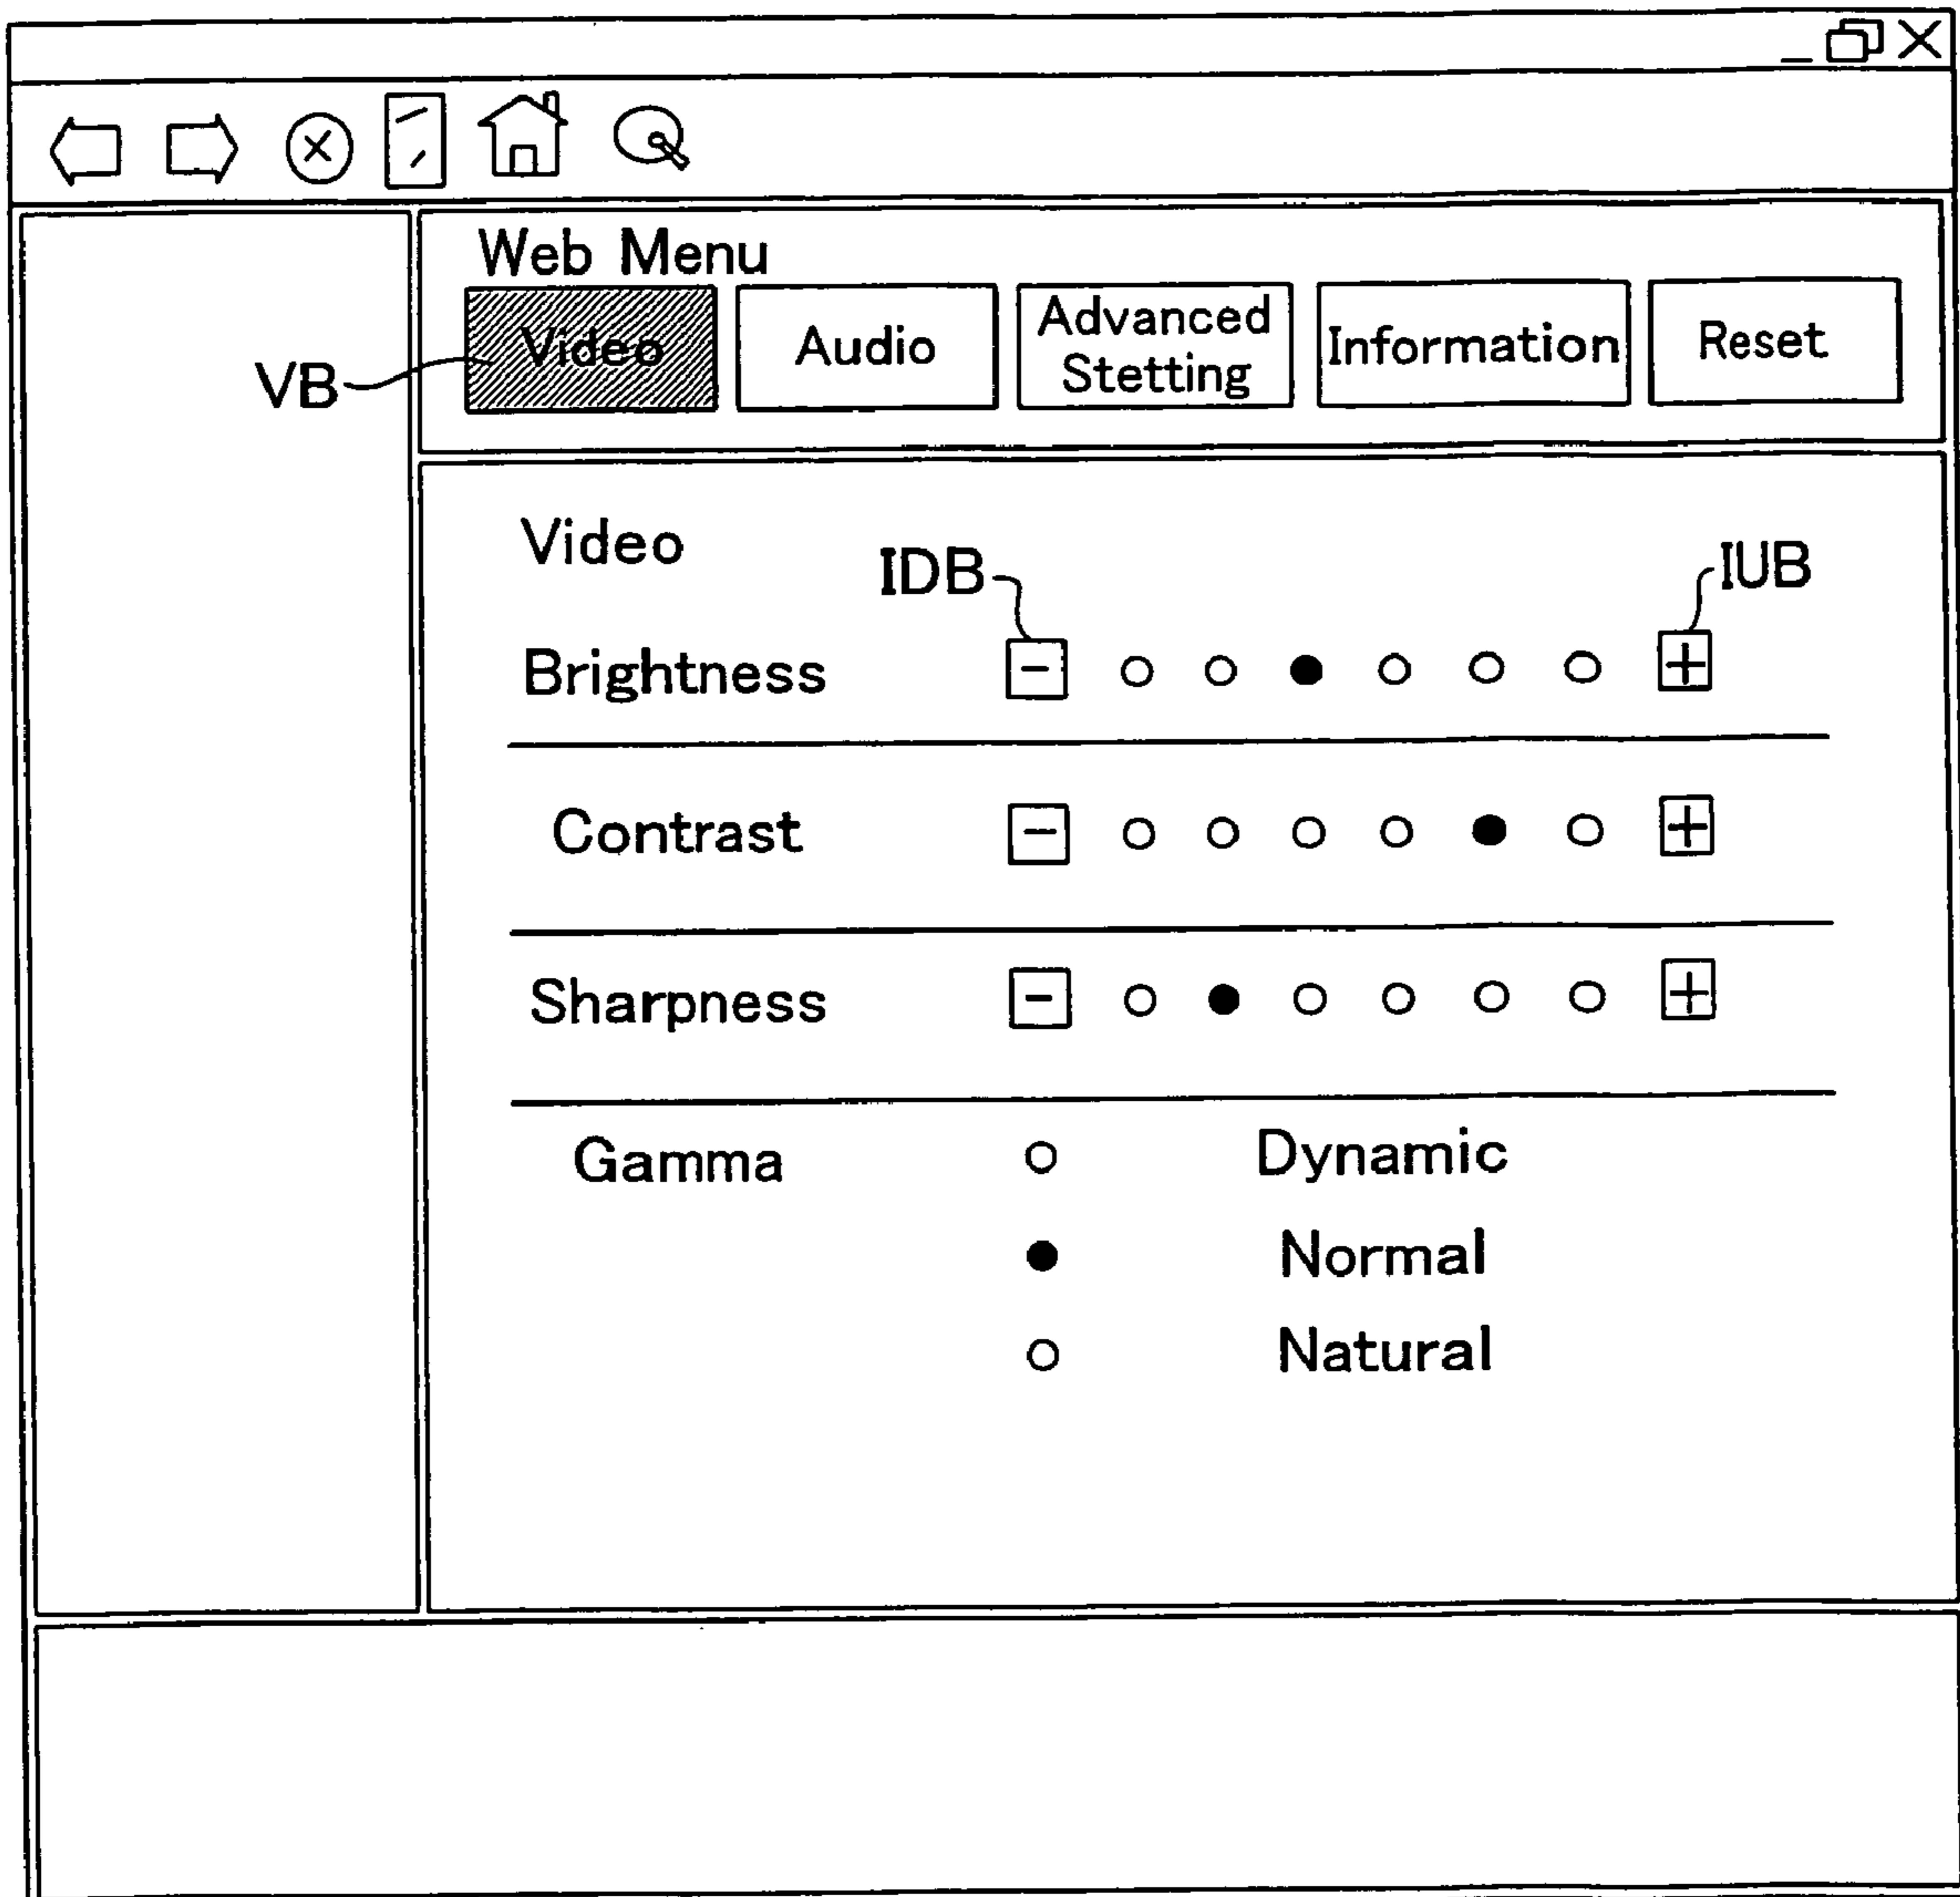 Web Menu
Video Audio Advanced Stetting Information Reset
VB
Video
IDB IUB
Brightness - +
Contrast - +
Sharpness - +
Gamma Dynamic
Normal
Natural